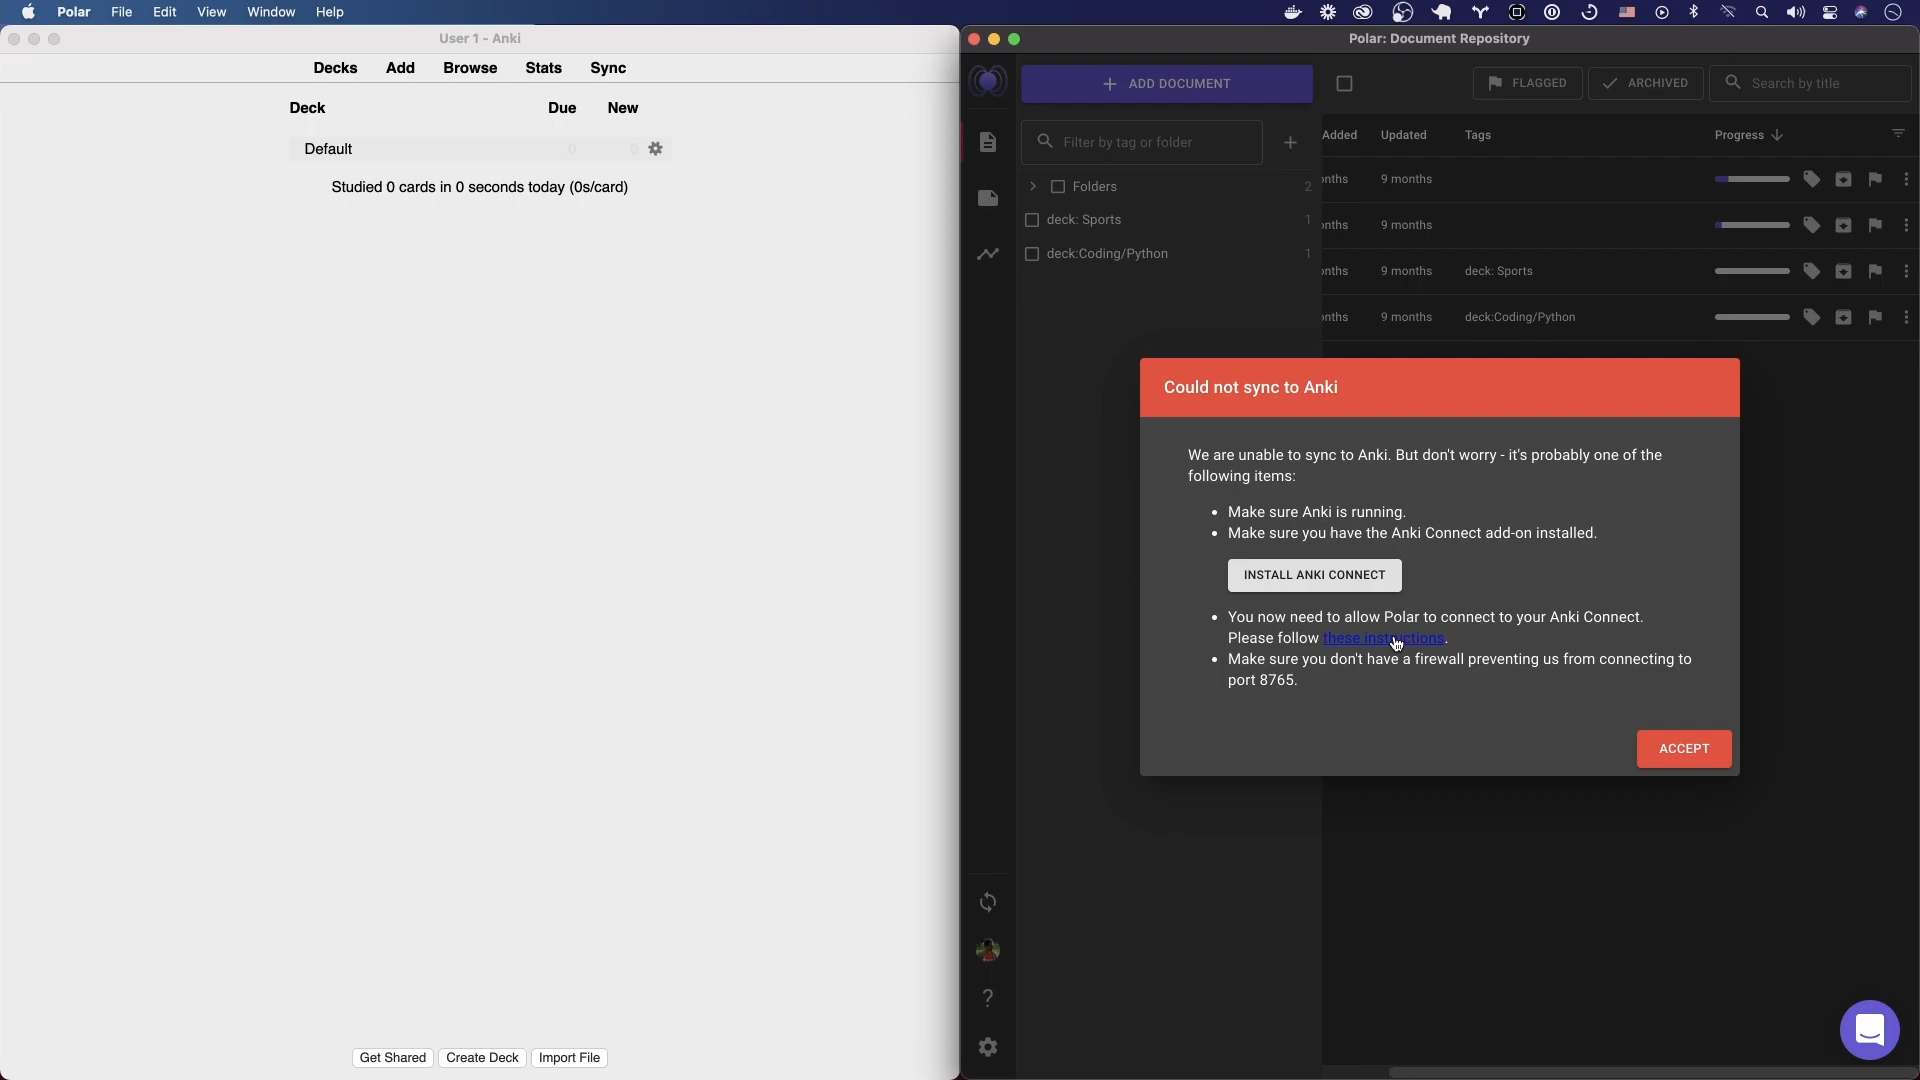 Polar File Edit View Window Help
User 1 - Anki
Decks Add Browse Stats Sync
Deck Due New
Default 0 0
Studied 0 cards in 0 seconds today (0s/card)
Get Shared Create Deck Import File
Polar: Document Repository
ADD DOCUMENT
FLAGGED ARCHIVED Search by title
Filter by tag or folder
Folders 2
deck: Sports 1
deck:Coding/Python 1
Added Updated Tags Progress
nths 9 months
nths 9 months
nths 9 months deck: Sports
nths 9 months deck:Coding/Python
Could not sync to Anki
We are unable to sync to Anki. But don't worry - it's probably one of the
following items:
• Make sure Anki is running.
• Make sure you have the Anki Connect add-on installed.
INSTALL ANKI CONNECT
• You now need to allow Polar to connect to your Anki Connect.
Please follow these instructions.
• Make sure you don't have a firewall preventing us from connecting to
port 8765.
ACCEPT